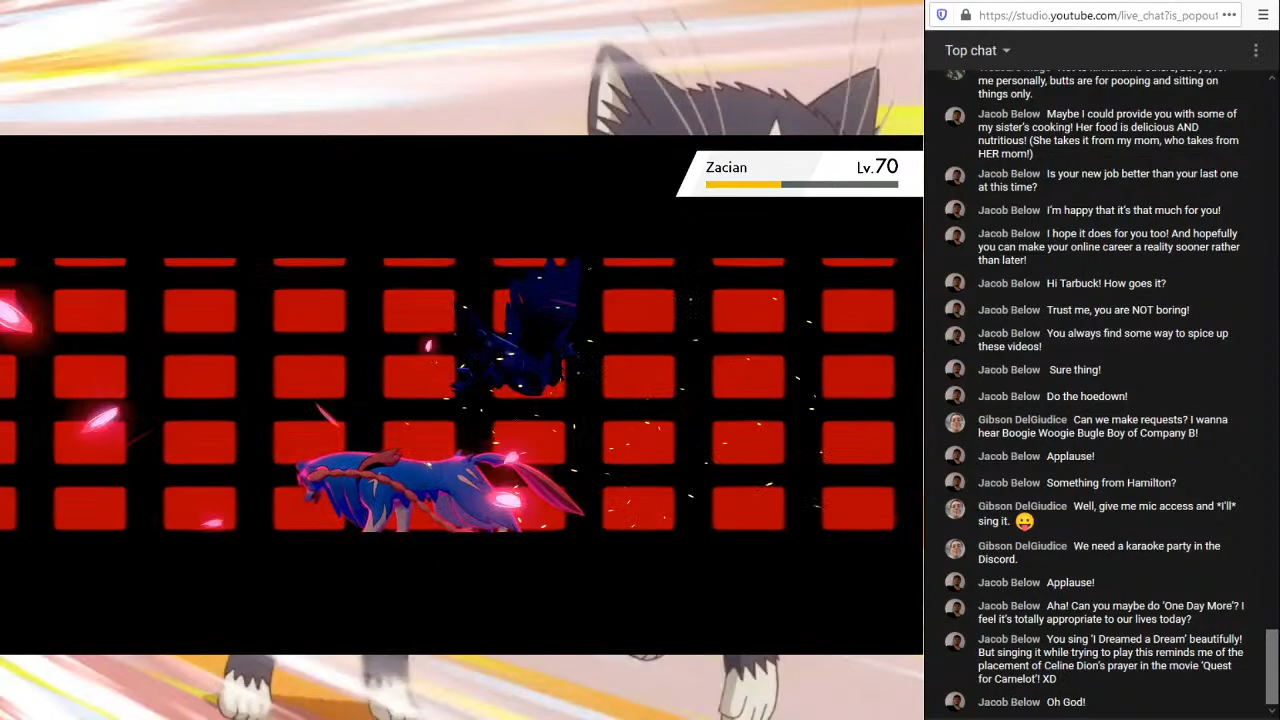 https://studio.youtube.com/live_chat?is_popout
Top chat
me personally, butts are for pooping and sitting on
things only.
Jacob Below Maybe I could provide you with some of
my sister's cooking! Her food is delicious AND
nutritious! (She takes it from my mom, who takes from
HER mom!)
Jacob Below Is your new job better than your last one
at this time?
Jacob Below I'm happy that it's that much for you!
Jacob Below I hope it does for you too! And hopefully
you can make your online career a reality sooner rather
than later!
Jacob Below Hi Tarbuck! How goes it?
Jacob Below Trust me, you are NOT boring!
Jacob Below You always find some way to spice up
these videos!
Jacob Below Sure thing!
Jacob Below Do the hoedown!
Gibson DelGiudice Can we make requests? I wanna
hear Boogie Woogie Bugle Boy of Company B!
Jacob Below Applause!
Jacob Below Something from Hamilton?
Gibson DelGiudice Well, give me mic access and *I'll*
sing it. 😛
Gibson DelGiudice We need a karaoke party in the
Discord.
Jacob Below Applause!
Jacob Below Aha! Can you maybe do 'One Day More'? I
feel it's totally appropriate to our lives today?
Jacob Below You sing 'I Dreamed a Dream' beautifully!
But singing it while trying to play this reminds me of the
placement of Celine Dion's prayer in the movie 'Quest
for Camelot'! XD
Jacob Below Oh God!
Zacian Lv.70